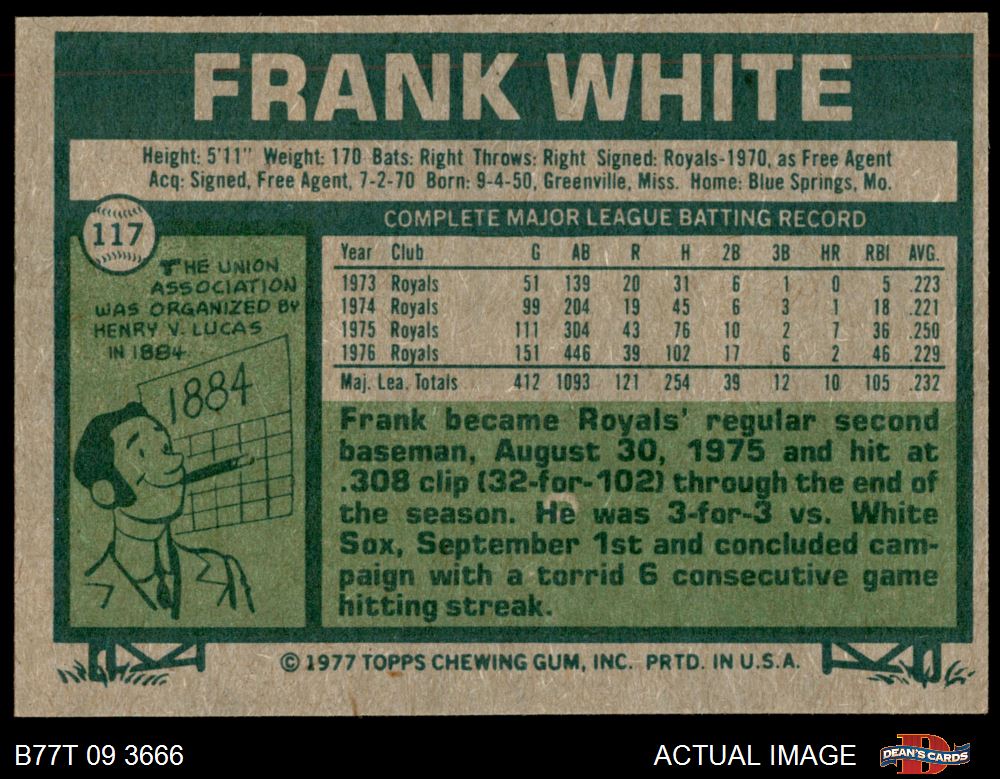 FRANK WHITE
Height: 5'11" Weight: 170 Bats: Right Throws: Right Signed: Royals-1970, as Free Agent
Acq: Signed, Free Agent, 7-2-70 Born: 9-4-50, Greenville, Miss. Home: Blue Springs, Mo.
117
THE UNION
ASSOCIATION
WAS ORGANIZED BY
HENRY V. LUCAS
IN 1884
1884
COMPLETE MAJOR LEAGUE BATTING RECORD
Year Club G AB R H 2B 3B HR RBI AVG.
1973 Royals 51 139 20 31 6 1 0 5 .223
1974 Royals 99 204 19 45 6 3 1 18 .221
1975 Royals 111 304 43 76 10 2 7 36 .250
1976 Royals 151 446 39 102 17 6 2 46 .229
Maj. Lea. Totals 412 1093 121 254 39 12 10 105 .232
Frank became Royals' regular second
baseman, August 30, 1975 and hit at
.308 clip (32-for-102) through the end of
the season. He was 3-for-3 vs. White
Sox, September 1st and concluded cam-
paign with a torrid 6 consecutive game
hitting streak.
© 1977 TOPPS CHEWING GUM, INC. PRTD. IN U.S.A.
B77T 09 3666
ACTUAL IMAGE
D
DEAN'S CARDS